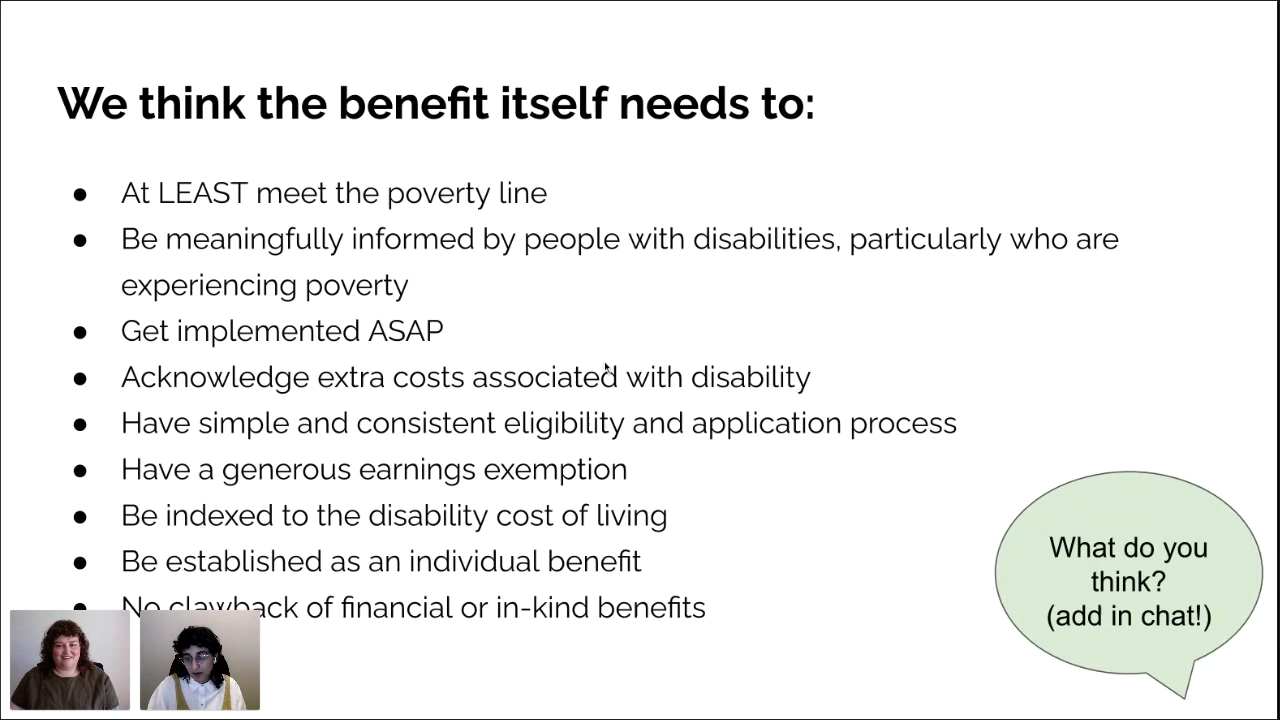 We think the benefit itself needs to:
● At LEAST meet the poverty line
● Be meaningfully informed by people with disabilities, particularly who are
experiencing poverty
● Get implemented ASAP
● Acknowledge extra costs associated with disability
● Have simple and consistent eligibility and application process
● Have a generous earnings exemption
● Be indexed to the disability cost of living
● Be established as an individual benefit
● No clawback of financial or in-kind benefits
What do you
think?
(add in chat!)